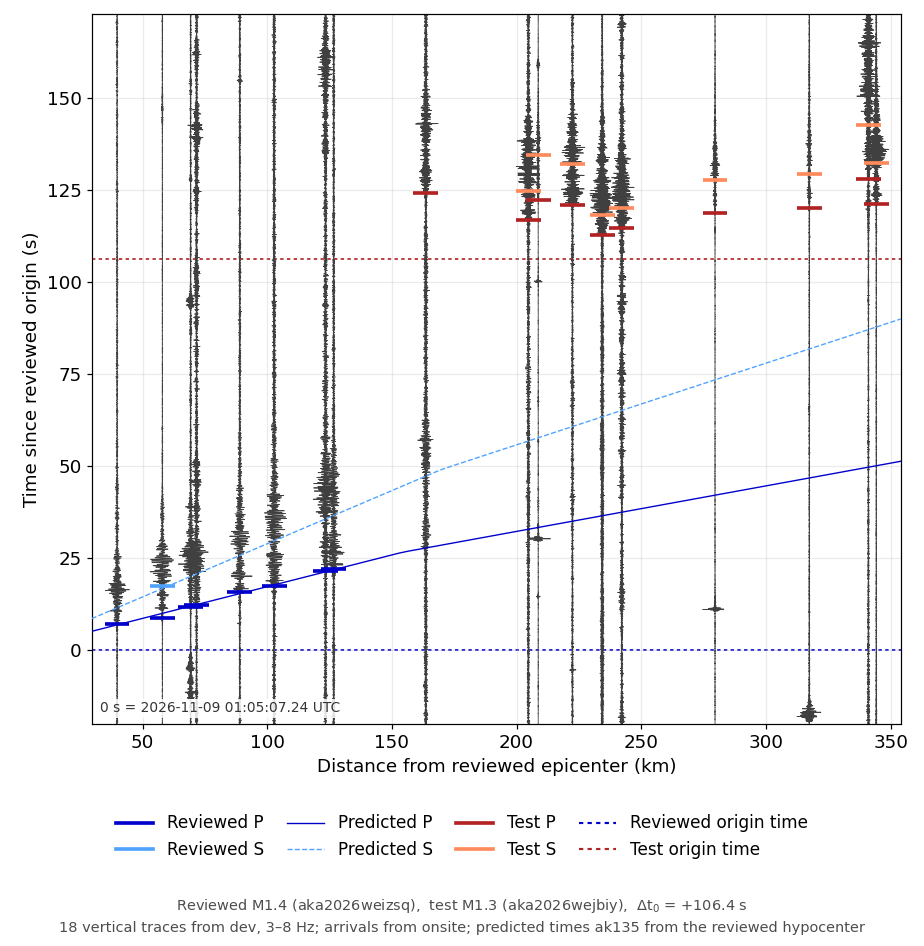 150
125
100
75
50
25
0
Time since reviewed origin (s)
0 s = 2026-11-09 01:05:07.24 UTC
50 100 150 200 250 300 350
Distance from reviewed epicenter (km)
Reviewed P Predicted P Test P Reviewed origin time
Reviewed S Predicted S Test S Test origin time
Reviewed M1.4 (aka2026weizsq), test M1.3 (aka2026wejbiy), Δt₀ = +106.4 s
18 vertical traces from dev, 3–8 Hz; arrivals from onsite; predicted times ak135 from the reviewed hypocenter